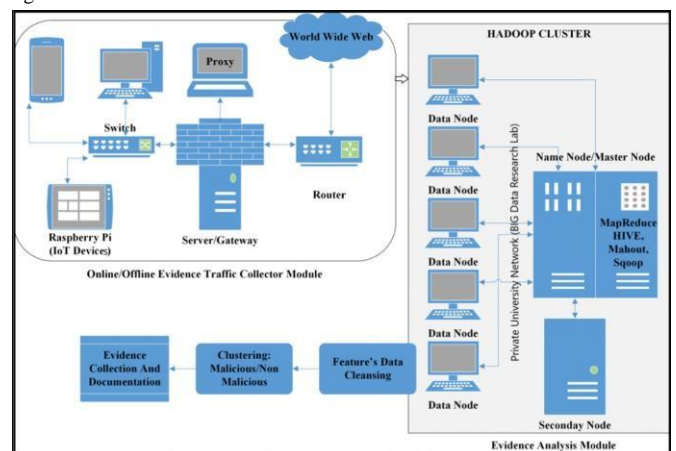 World Wide Web
Proxy
Switch
Router
Raspberry Pi
(IoT Devices)
Server/Gateway
Online/Offline Evidence Traffic Collector Module
HADOOP CLUSTER
Data Node
Data Node
Data Node
Data Node
Data Node
Private University Network (BIG Data Research Lab)
Name Node/Master Node
MapReduce
HIVE,
Mahout,
Sqoop
Seconday Node
Evidence Analysis Module
Feature's Data
Cleansing
Clustering:
Malicious/Non
Malicious
Evidence
Collection And
Documentation